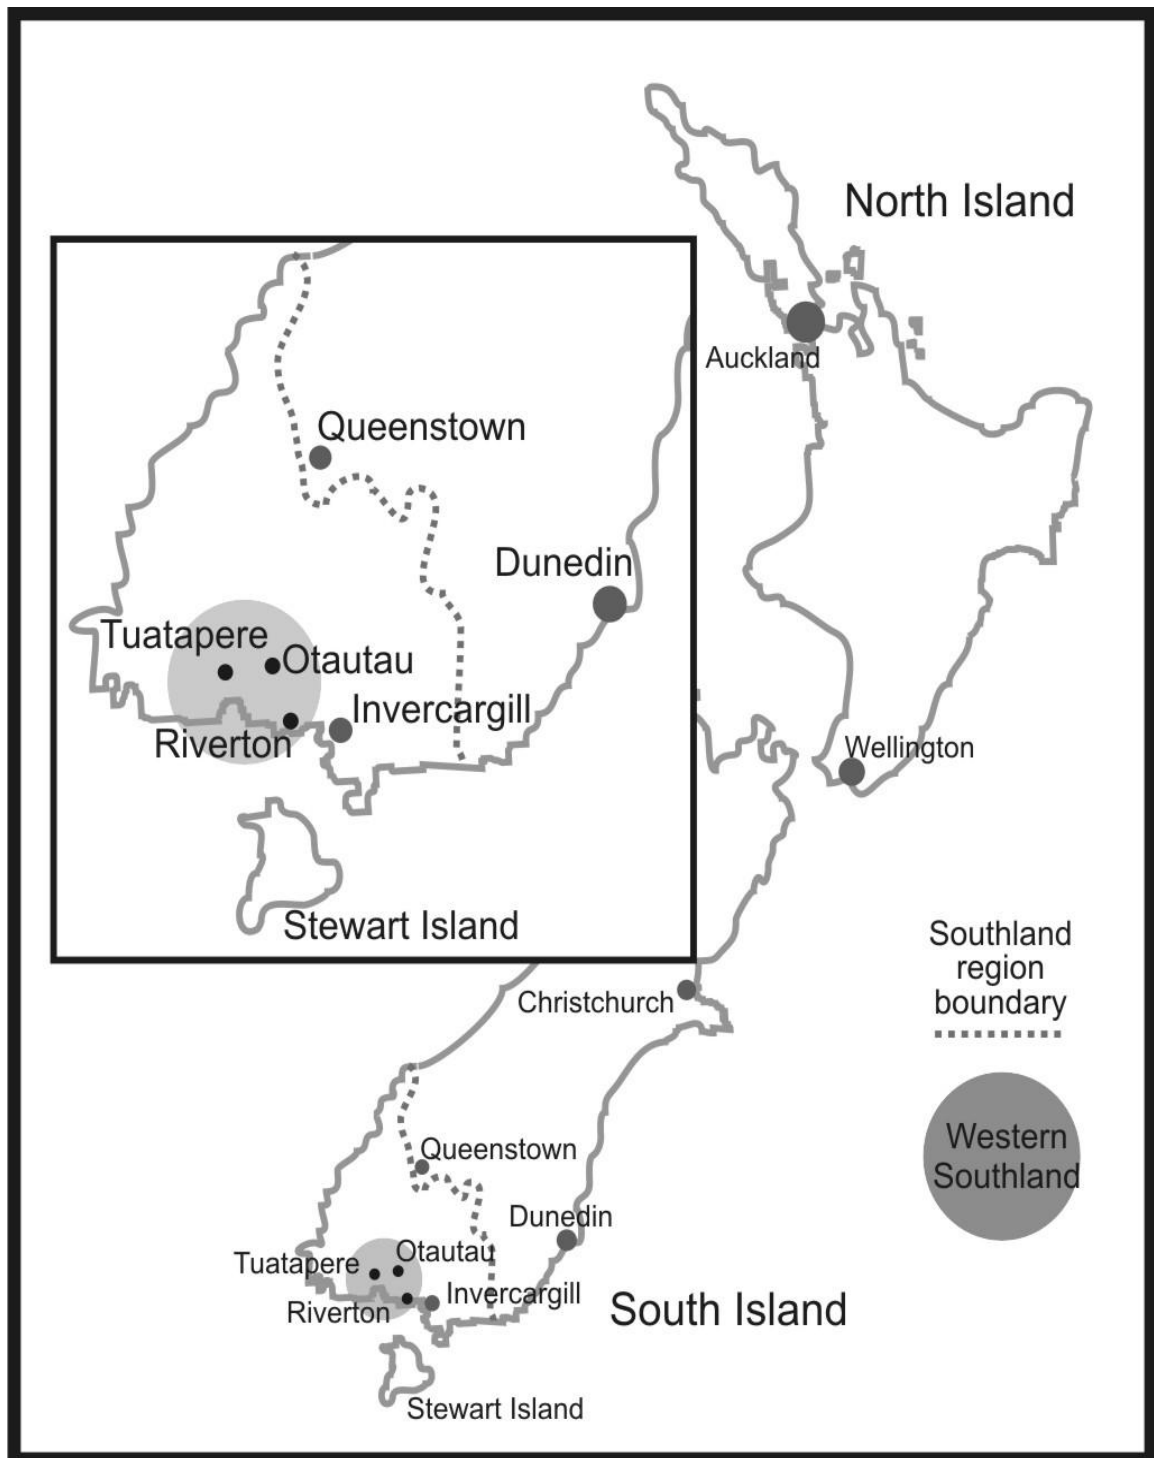 North Island
Auckland
Queenstown
Dunedin
Tuatapere
Otautau
Invercargill
Riverton
Stewart Island
Wellington
Southland
region
boundary
Christchurch
Western
Southland
Queenstown
Dunedin
Otautau
Tuatapere
Invercargill
Riverton
South Island
Stewart Island